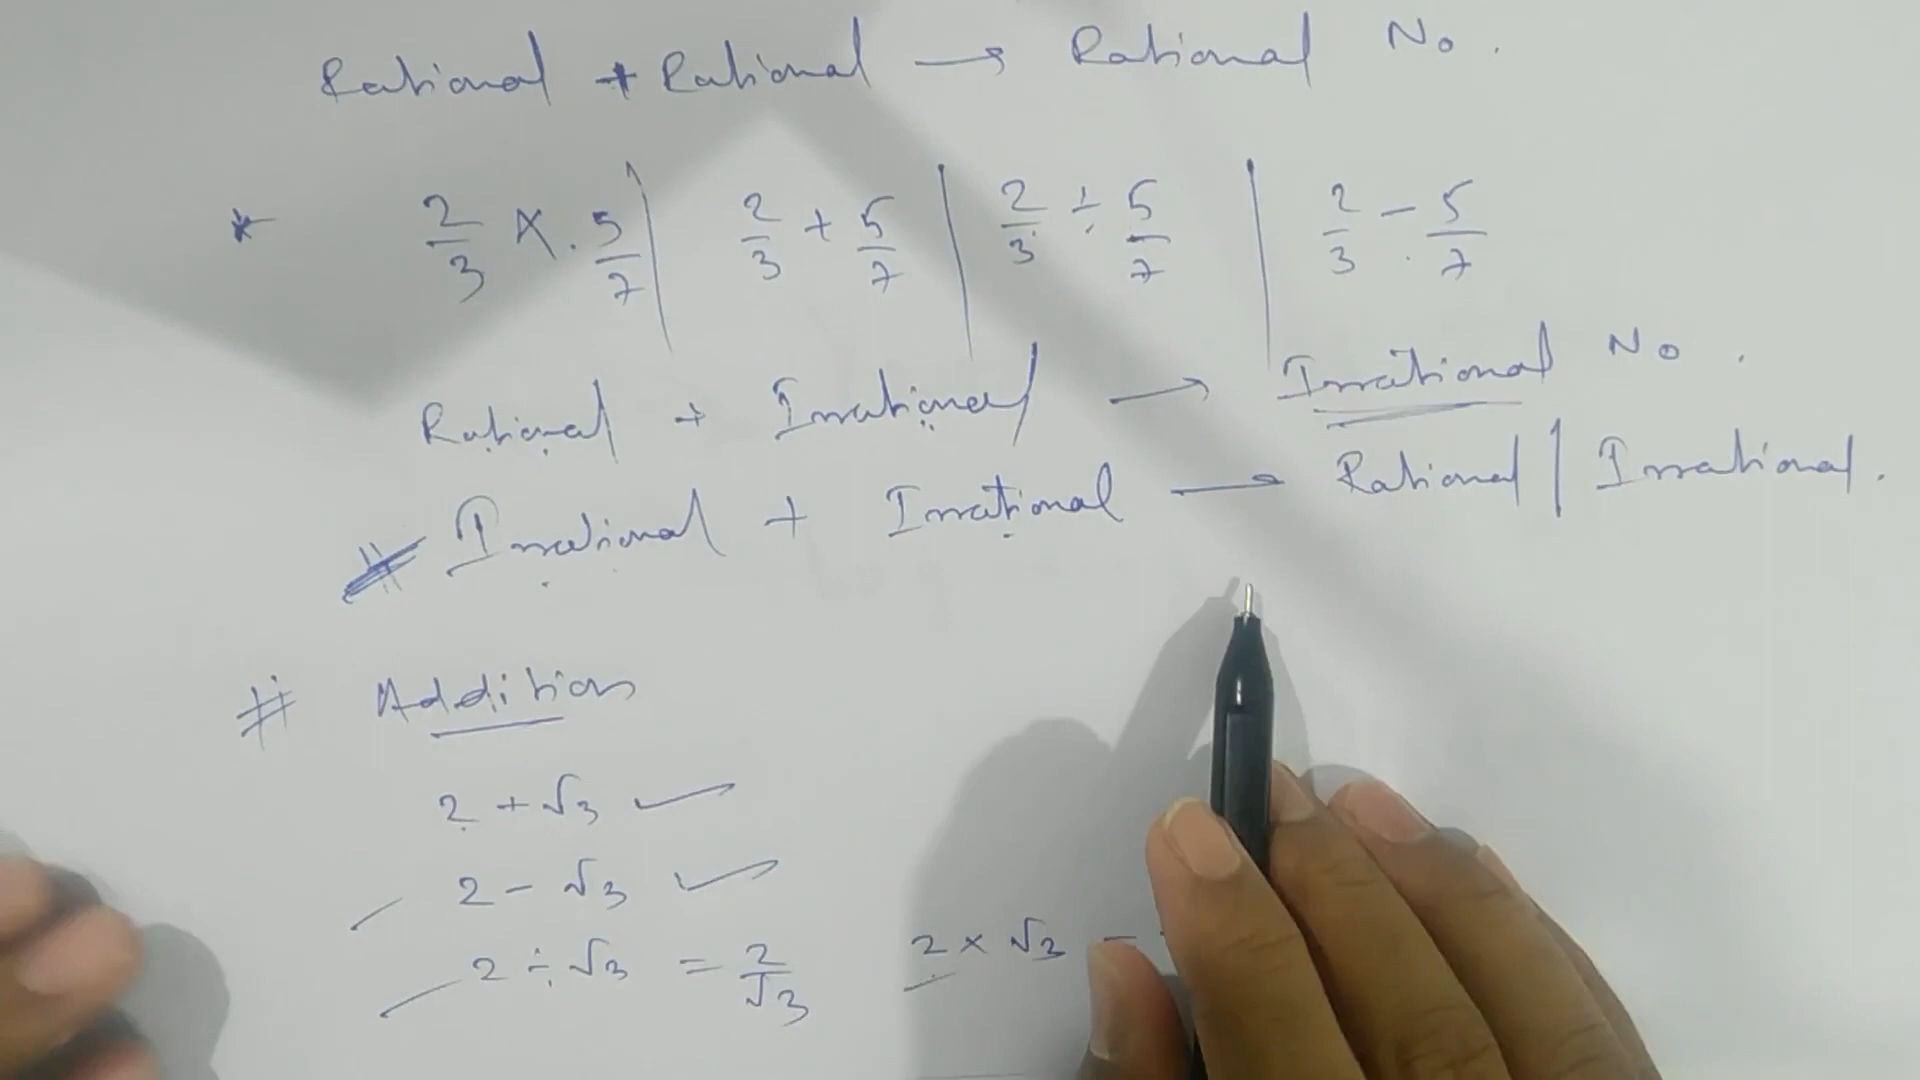 Rational + Rational → Rational No.
* 2/3 × . 5/7 | 2/3 + 5/7 | 2/3 ÷ 5/7 | 2/3 - 5/7
Rational + Irrational → Irrational No.
# Irrational + Irrational → Rational | Irrational.
# Addition
2 + √3 ✓
2 - √3 ✓
2 ÷ √3 = 2/√3 2 × √3 -